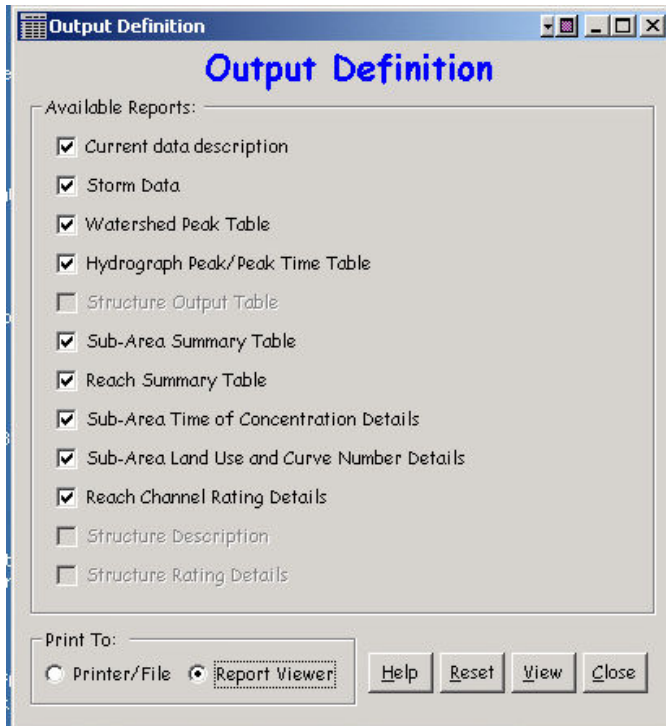 Output Definition
Output Definition
Available Reports:
Current data description
Storm Data
Watershed Peak Table
Hydrograph Peak/Peak Time Table
Structure Output Table
Sub-Area Summary Table
Reach Summary Table
Sub-Area Time of Concentration Details
Sub-Area Land Use and Curve Number Details
Reach Channel Rating Details
Structure Description
Structure Rating Details
Print To:
Printer/File Report Viewer Help Reset View Close